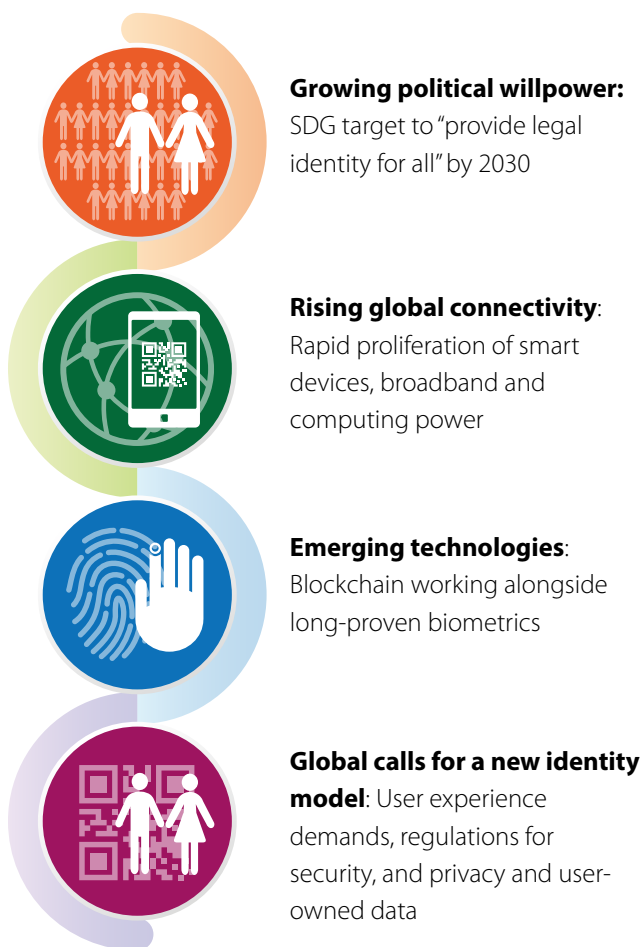 Growing political willpower:
SDG target to “provide legal
identity for all” by 2030
Rising global connectivity:
Rapid proliferation of smart
devices, broadband and
computing power
Emerging technologies:
Blockchain working alongside
long-proven biometrics
Global calls for a new identity
model: User experience
demands, regulations for
security, and privacy and user-
owned data